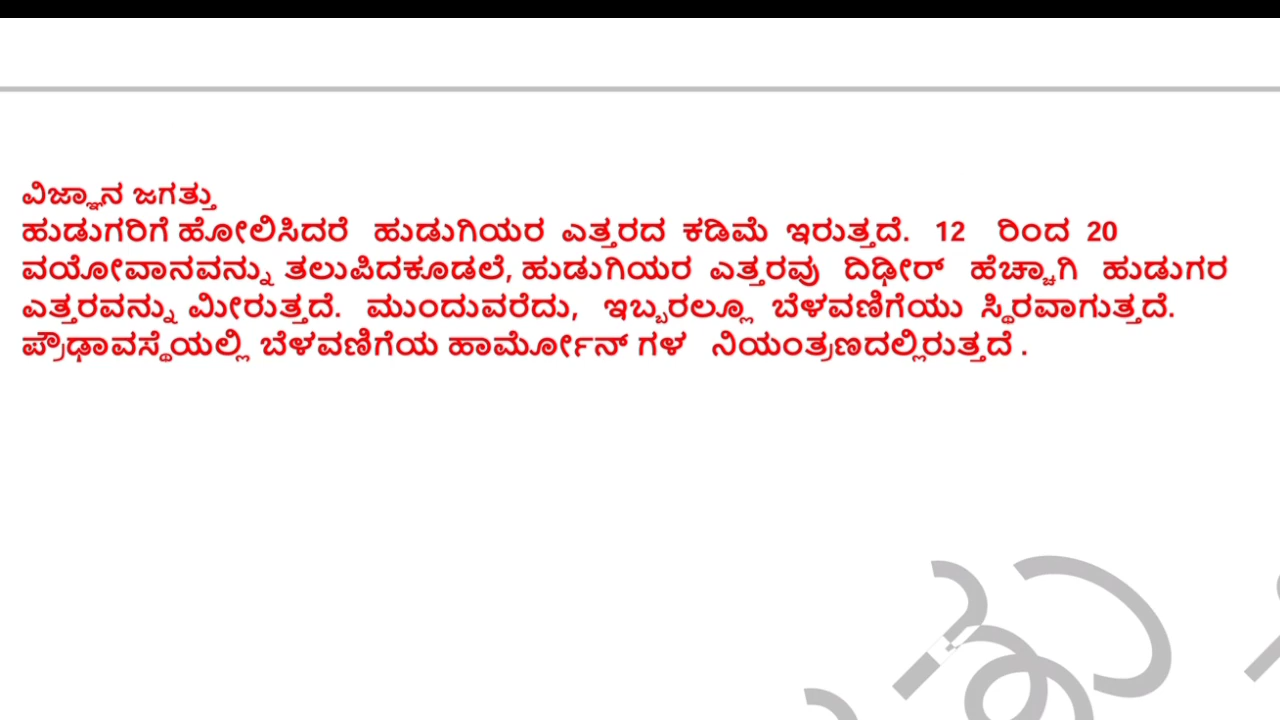 ವಿಜ್ಞಾನ ಜಗತ್ತು
ಹುಡುಗರಿಗೆ ಹೋಲಿಸಿದರೆ ಹುಡುಗಿಯರ ಎತ್ತರದ ಕಡಿಮೆ ಇರುತ್ತದೆ. 12 ರಿಂದ 20
ವಯೋವಾನವನ್ನು ತಲುಪಿದಕೂಡಲೆ, ಹುಡುಗಿಯರ ಎತ್ತರವು ದಿಢೀರ್ ಹೆಚ್ಚಾಗಿ ಹುಡುಗರ
ಎತ್ತರವನ್ನು ಮೀರುತ್ತದೆ. ಮುಂದುವರೆದು, ಇಬ್ಬರಲ್ಲೂ ಬೆಳವಣಿಗೆಯು ಸ್ಥಿರವಾಗುತ್ತದೆ.
ಪ್ರೌಢಾವಸ್ಥೆಯಲ್ಲಿ ಬೆಳವಣಿಗೆಯ ಹಾರ್ಮೋನ್ ಗಳ ನಿಯಂತ್ರಣದಲ್ಲಿರುತ್ತದೆ .